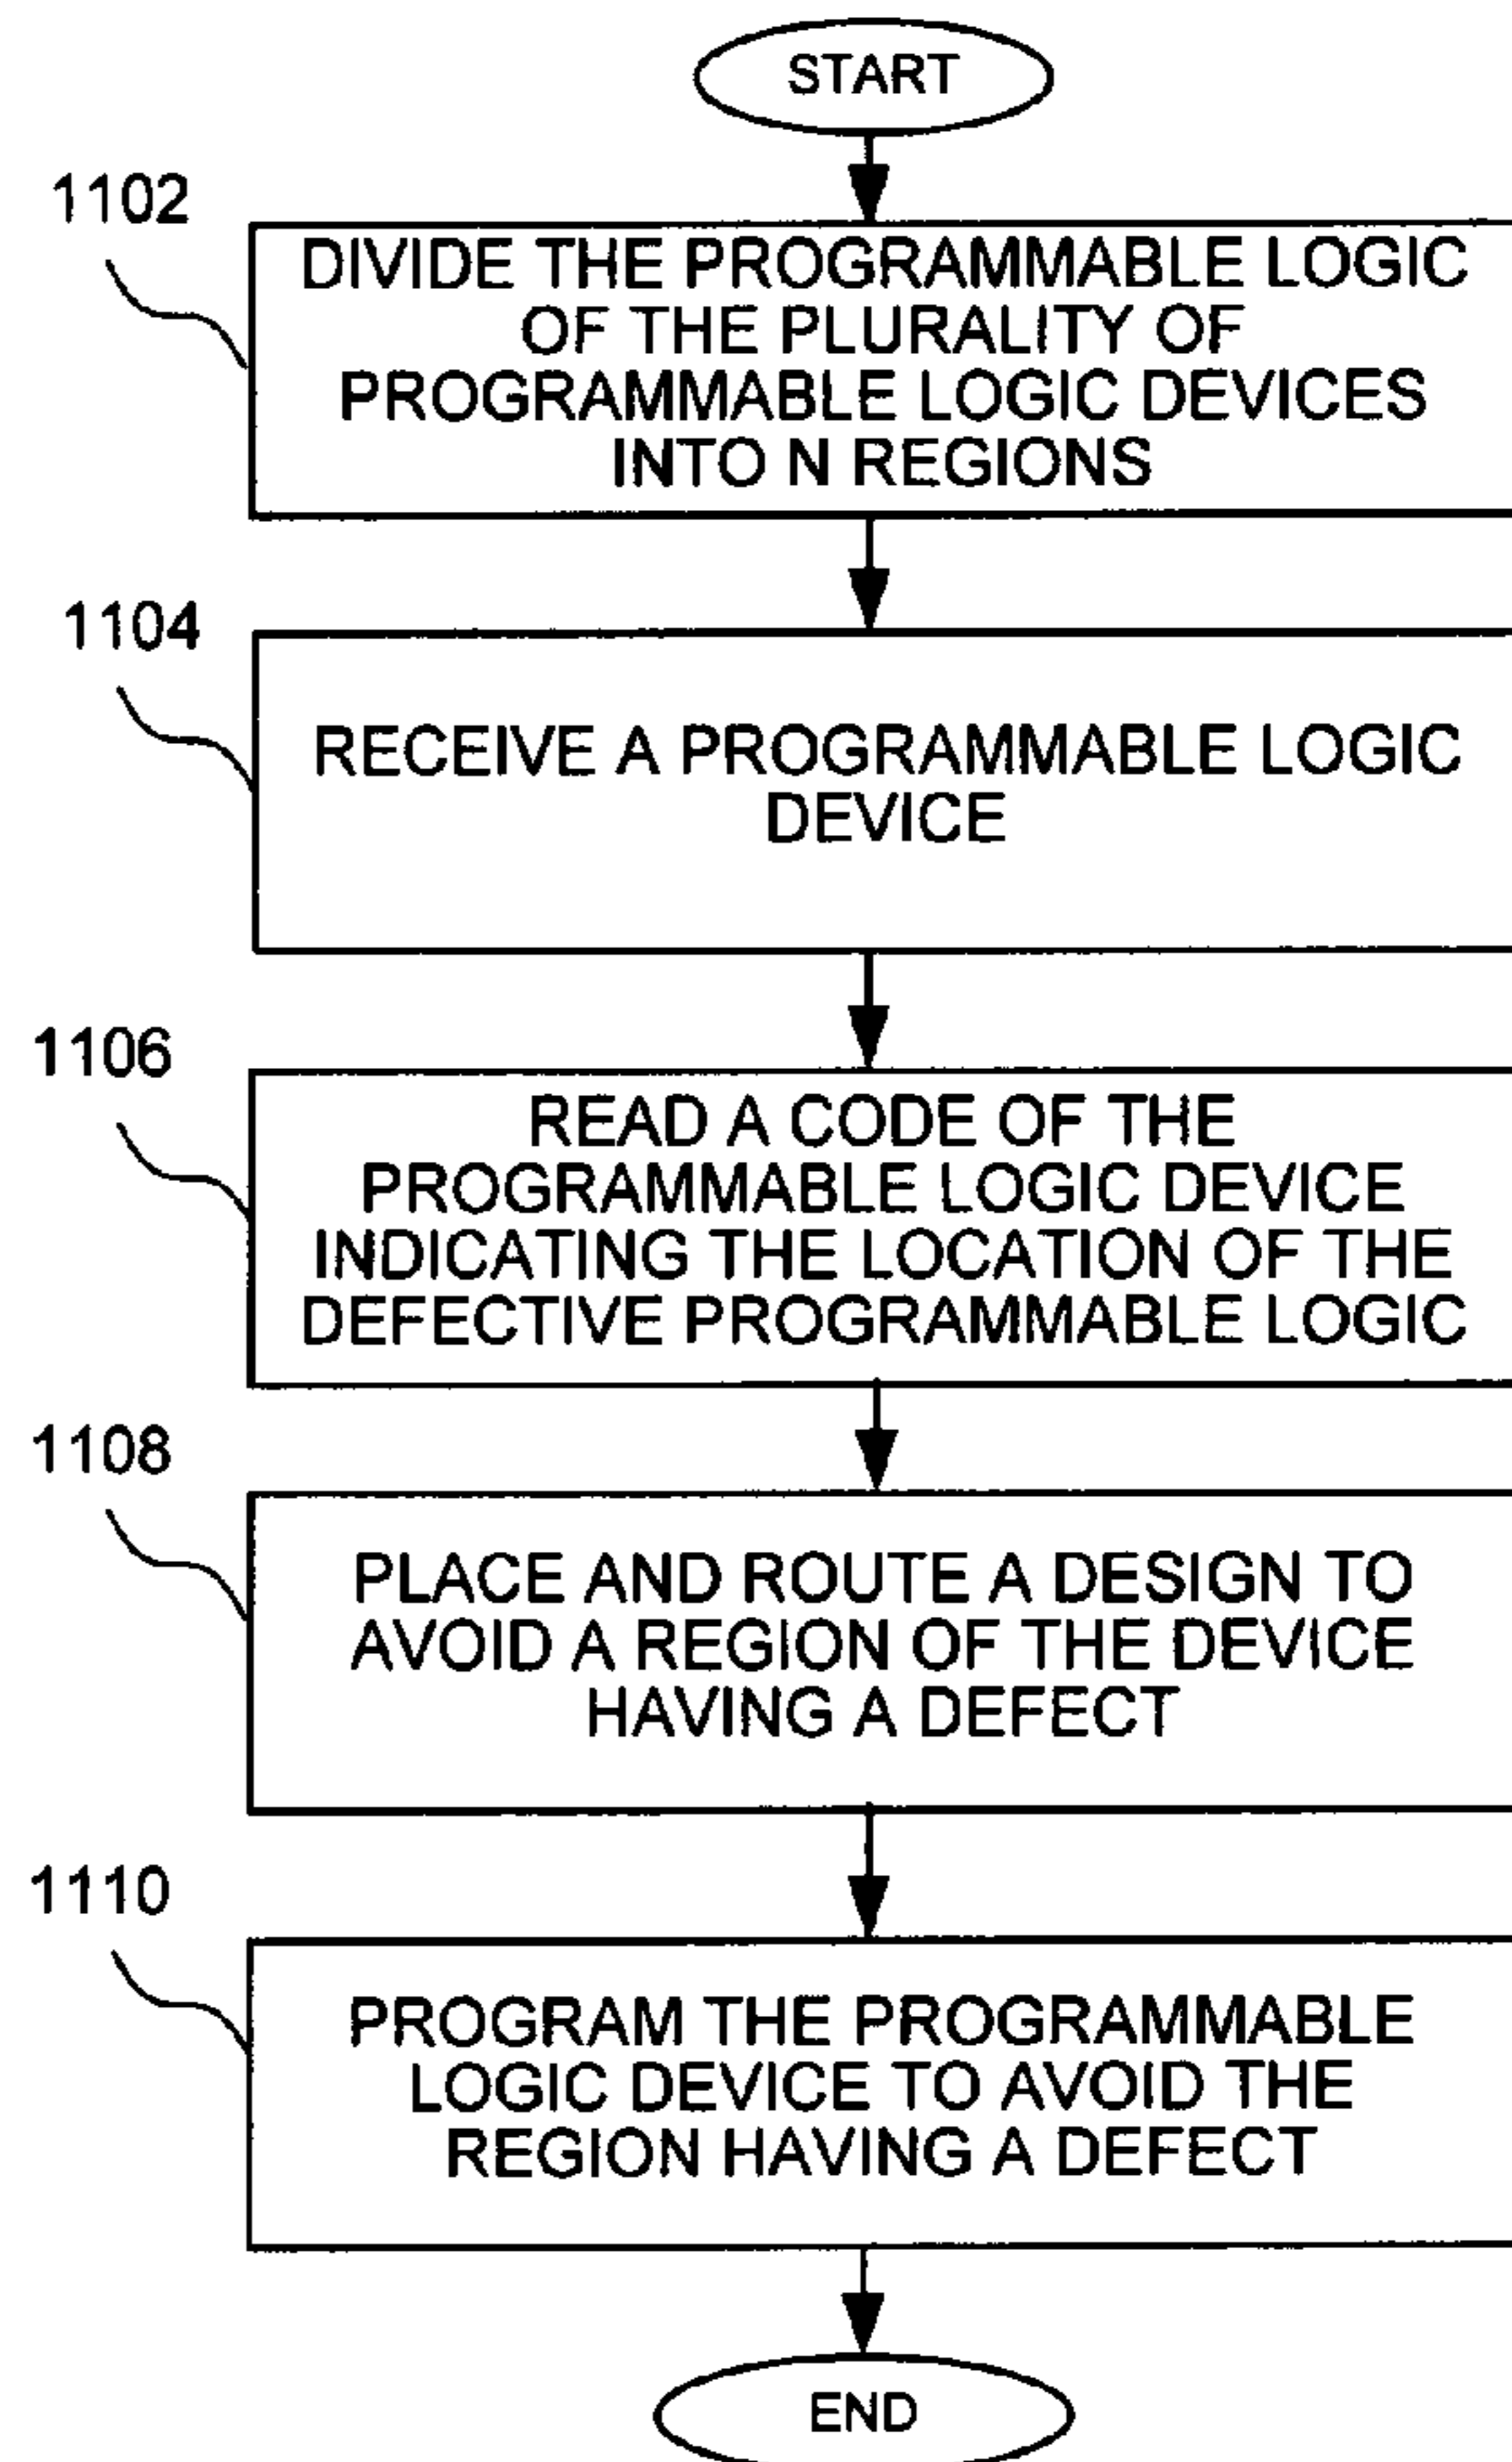 START
1102
DIVIDE THE PROGRAMMABLE LOGIC
OF THE PLURALITY OF
PROGRAMMABLE LOGIC DEVICES
INTO N REGIONS
1104
RECEIVE A PROGRAMMABLE LOGIC
DEVICE
1106
READ A CODE OF THE
PROGRAMMABLE LOGIC DEVICE
INDICATING THE LOCATION OF THE
DEFECTIVE PROGRAMMABLE LOGIC
1108
PLACE AND ROUTE A DESIGN TO
AVOID A REGION OF THE DEVICE
HAVING A DEFECT
1110
PROGRAM THE PROGRAMMABLE
LOGIC DEVICE TO AVOID THE
REGION HAVING A DEFECT
END